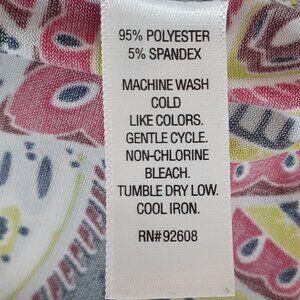 95% POLYESTER
5% SPANDEX
MACHINE WASH
COLD
LIKE COLORS.
GENTLE CYCLE.
NON-CHLORINE
BLEACH.
TUMBLE DRY LOW.
COOL IRON.
RN#92608